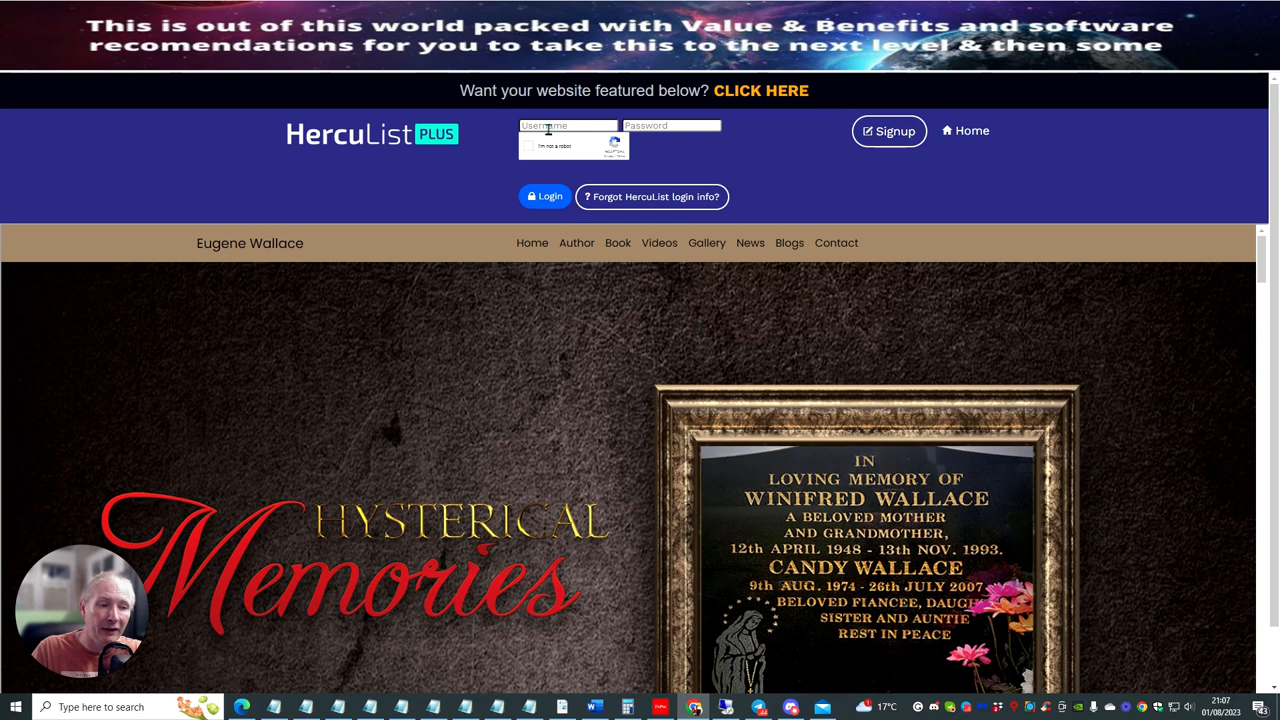 This is out of this world packed with Value & Benefits and software
recomendations for you to take this to the next level & then some
Want your website featured below? CLICK HERE
HercuList PLUS
Username
Password
I'm not a robot
reCAPTCHA
Privacy - Terms
Signup
Home
Login
? Forgot HercuList login info?
Eugene Wallace
Home Author Book Videos Gallery News Blogs Contact
HYSTERICAL
Memories
IN
LOVING MEMORY OF
WINIFRED WALLACE
A BELOVED MOTHER
AND GRANDMOTHER,
12th APRIL 1948 - 13th NOV. 1993.
CANDY WALLACE
9th AUG. 1974 - 26th JULY 2007
BELOVED FIANCEE, DAUGH
SISTER AND AUNTIE
REST IN PEACE
Type here to search
17°C
21:07
01/08/2023